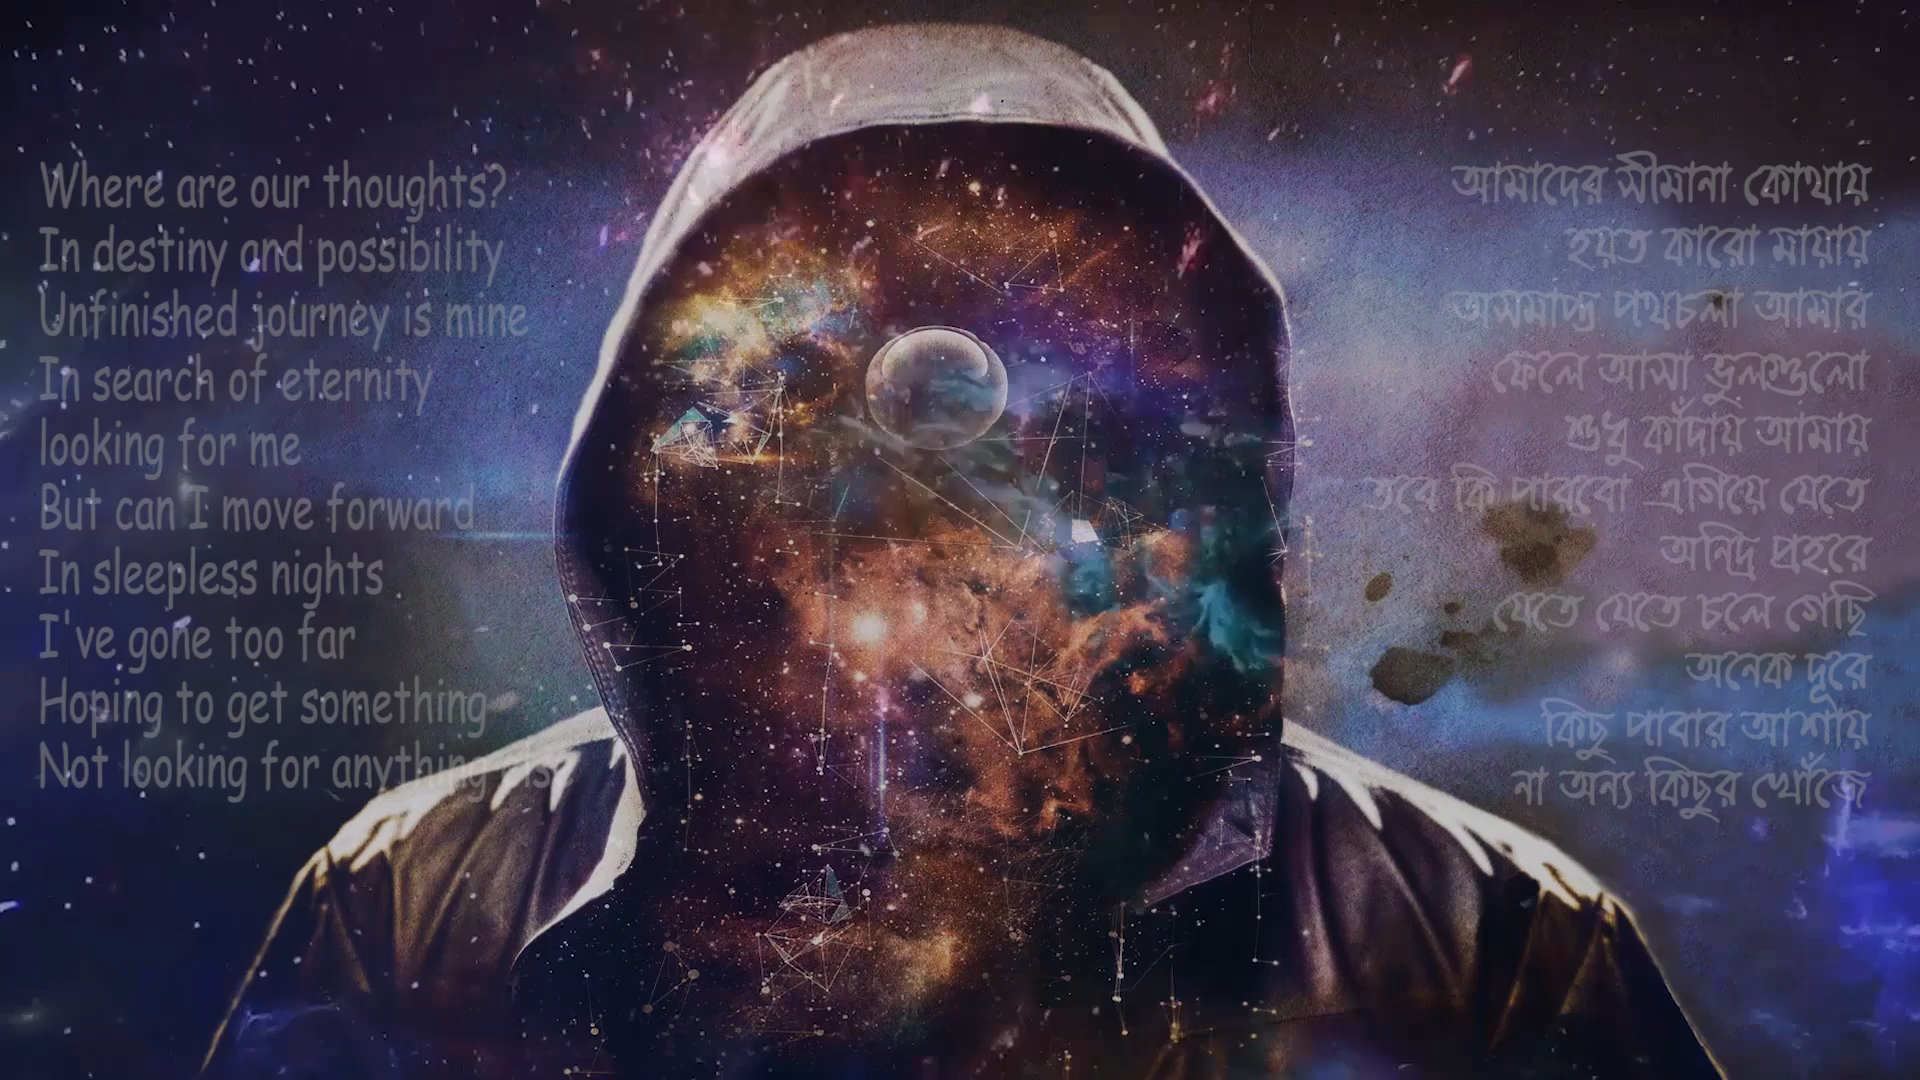 Where are our thoughts?
In destiny and possibility
Unfinished journey is mine
In search of eternity
looking for me
But can I move forward
In sleepless nights
I've gone too far
Hoping to get something
Not looking for anything
আমাদের সীমানা কোথায়
হয়ত কারো মায়ায়
অসমাপ্ত পথচলা আমার
ফেলে আসা ভুলগুলো
শুধু কাঁদায় আমায়
তবে কি পারবো এগিয়ে যেতে
অনিদ্র প্রহরে
যেতে যেতে চলে গেছি
অনেক দূরে
কিছু পাবার আশায়
না অন্য কিছুর খোঁজে